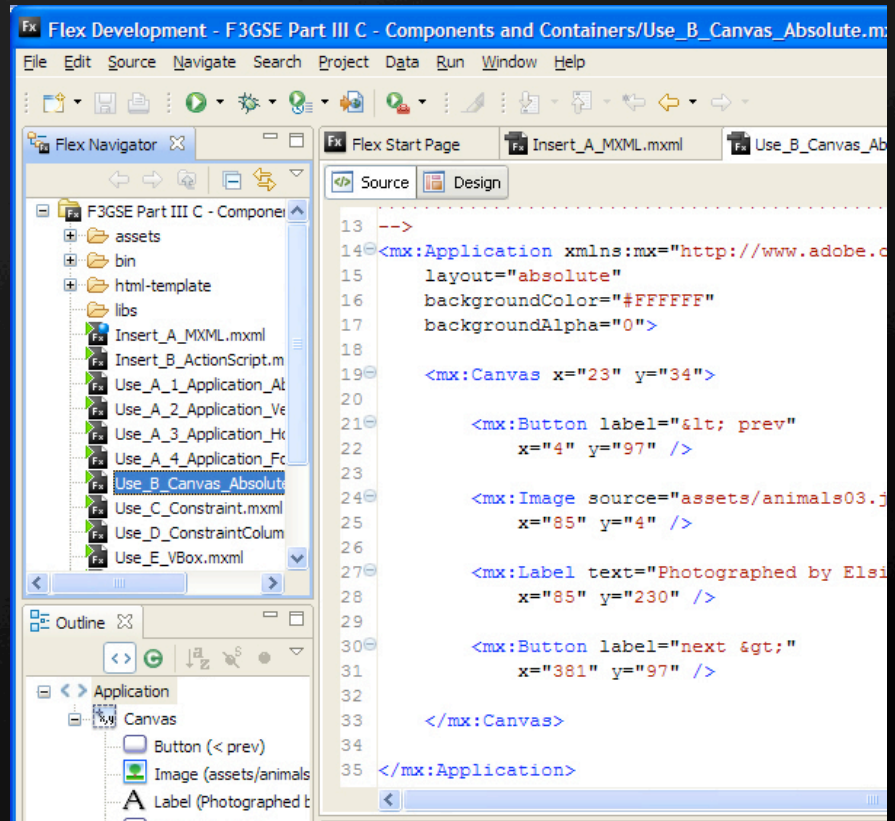 Fx Flex Development - F3GSE Part III C - Components and Containers/Use_B_Canvas_Absolute.m
File Edit Source Navigate Search Project Data Run Window Help
Flex Navigator
F3GSE Part III C - Componer
assets
bin
html-template
libs
Insert_A_MXML.mxml
Insert_B_ActionScript.m
Use_A_1_Application_Ab
Use_A_2_Application_Ve
Use_A_3_Application_Ho
Use_A_4_Application_Fo
Use_B_Canvas_Absolute
Use_C_Constraint.mxml
Use_D_ConstraintColum
Use_E_VBox.mxml
Outline
Application
Canvas
Button (< prev)
Image (assets/animals
A Label (Photographed b
Fx Flex Start Page Insert_A_MXML.mxml Use_B_Canvas_Ab
Source Design
13 -->
14 <mx:Application xmlns:mx="http://www.adobe.c
15 layout="absolute"
16 backgroundColor="#FFFFFF"
17 backgroundAlpha="0">
18
19 <mx:Canvas x="23" y="34">
20
21 <mx:Button label="&lt; prev"
22 x="4" y="97" />
23
24 <mx:Image source="assets/animals03.j
25 x="85" y="4" />
26
27 <mx:Label text="Photographed by Elsi
28 x="85" y="230" />
29
30 <mx:Button label="next &gt;"
31 x="381" y="97" />
32
33 </mx:Canvas>
34
35 </mx:Application>